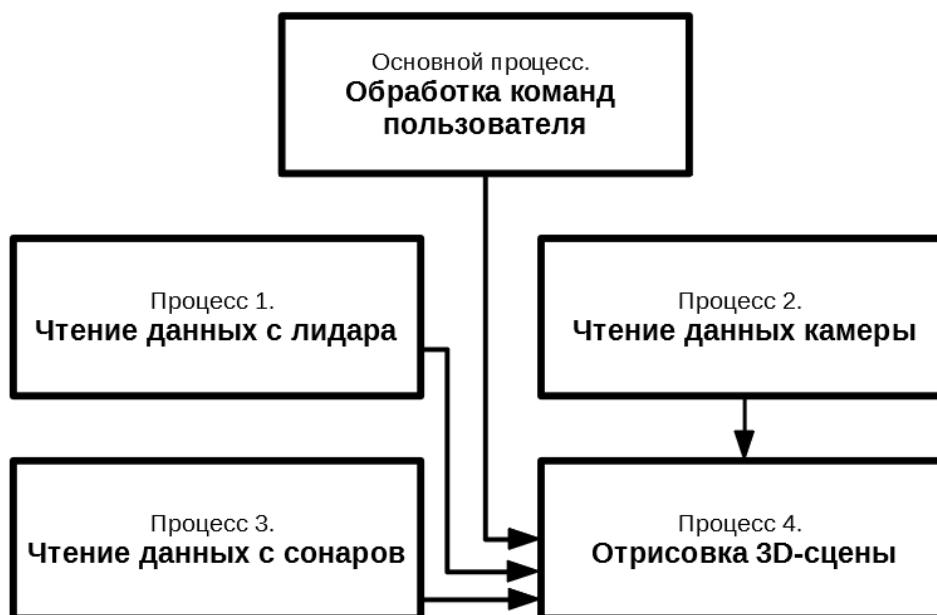 Основной процесс.
Обработка команд
пользователя
Процесс 1.
Чтение данных с лидара
Процесс 2.
Чтение данных камеры
Процесс 3.
Чтение данных с сонаров
Процесс 4.
Отрисовка 3D-сцены